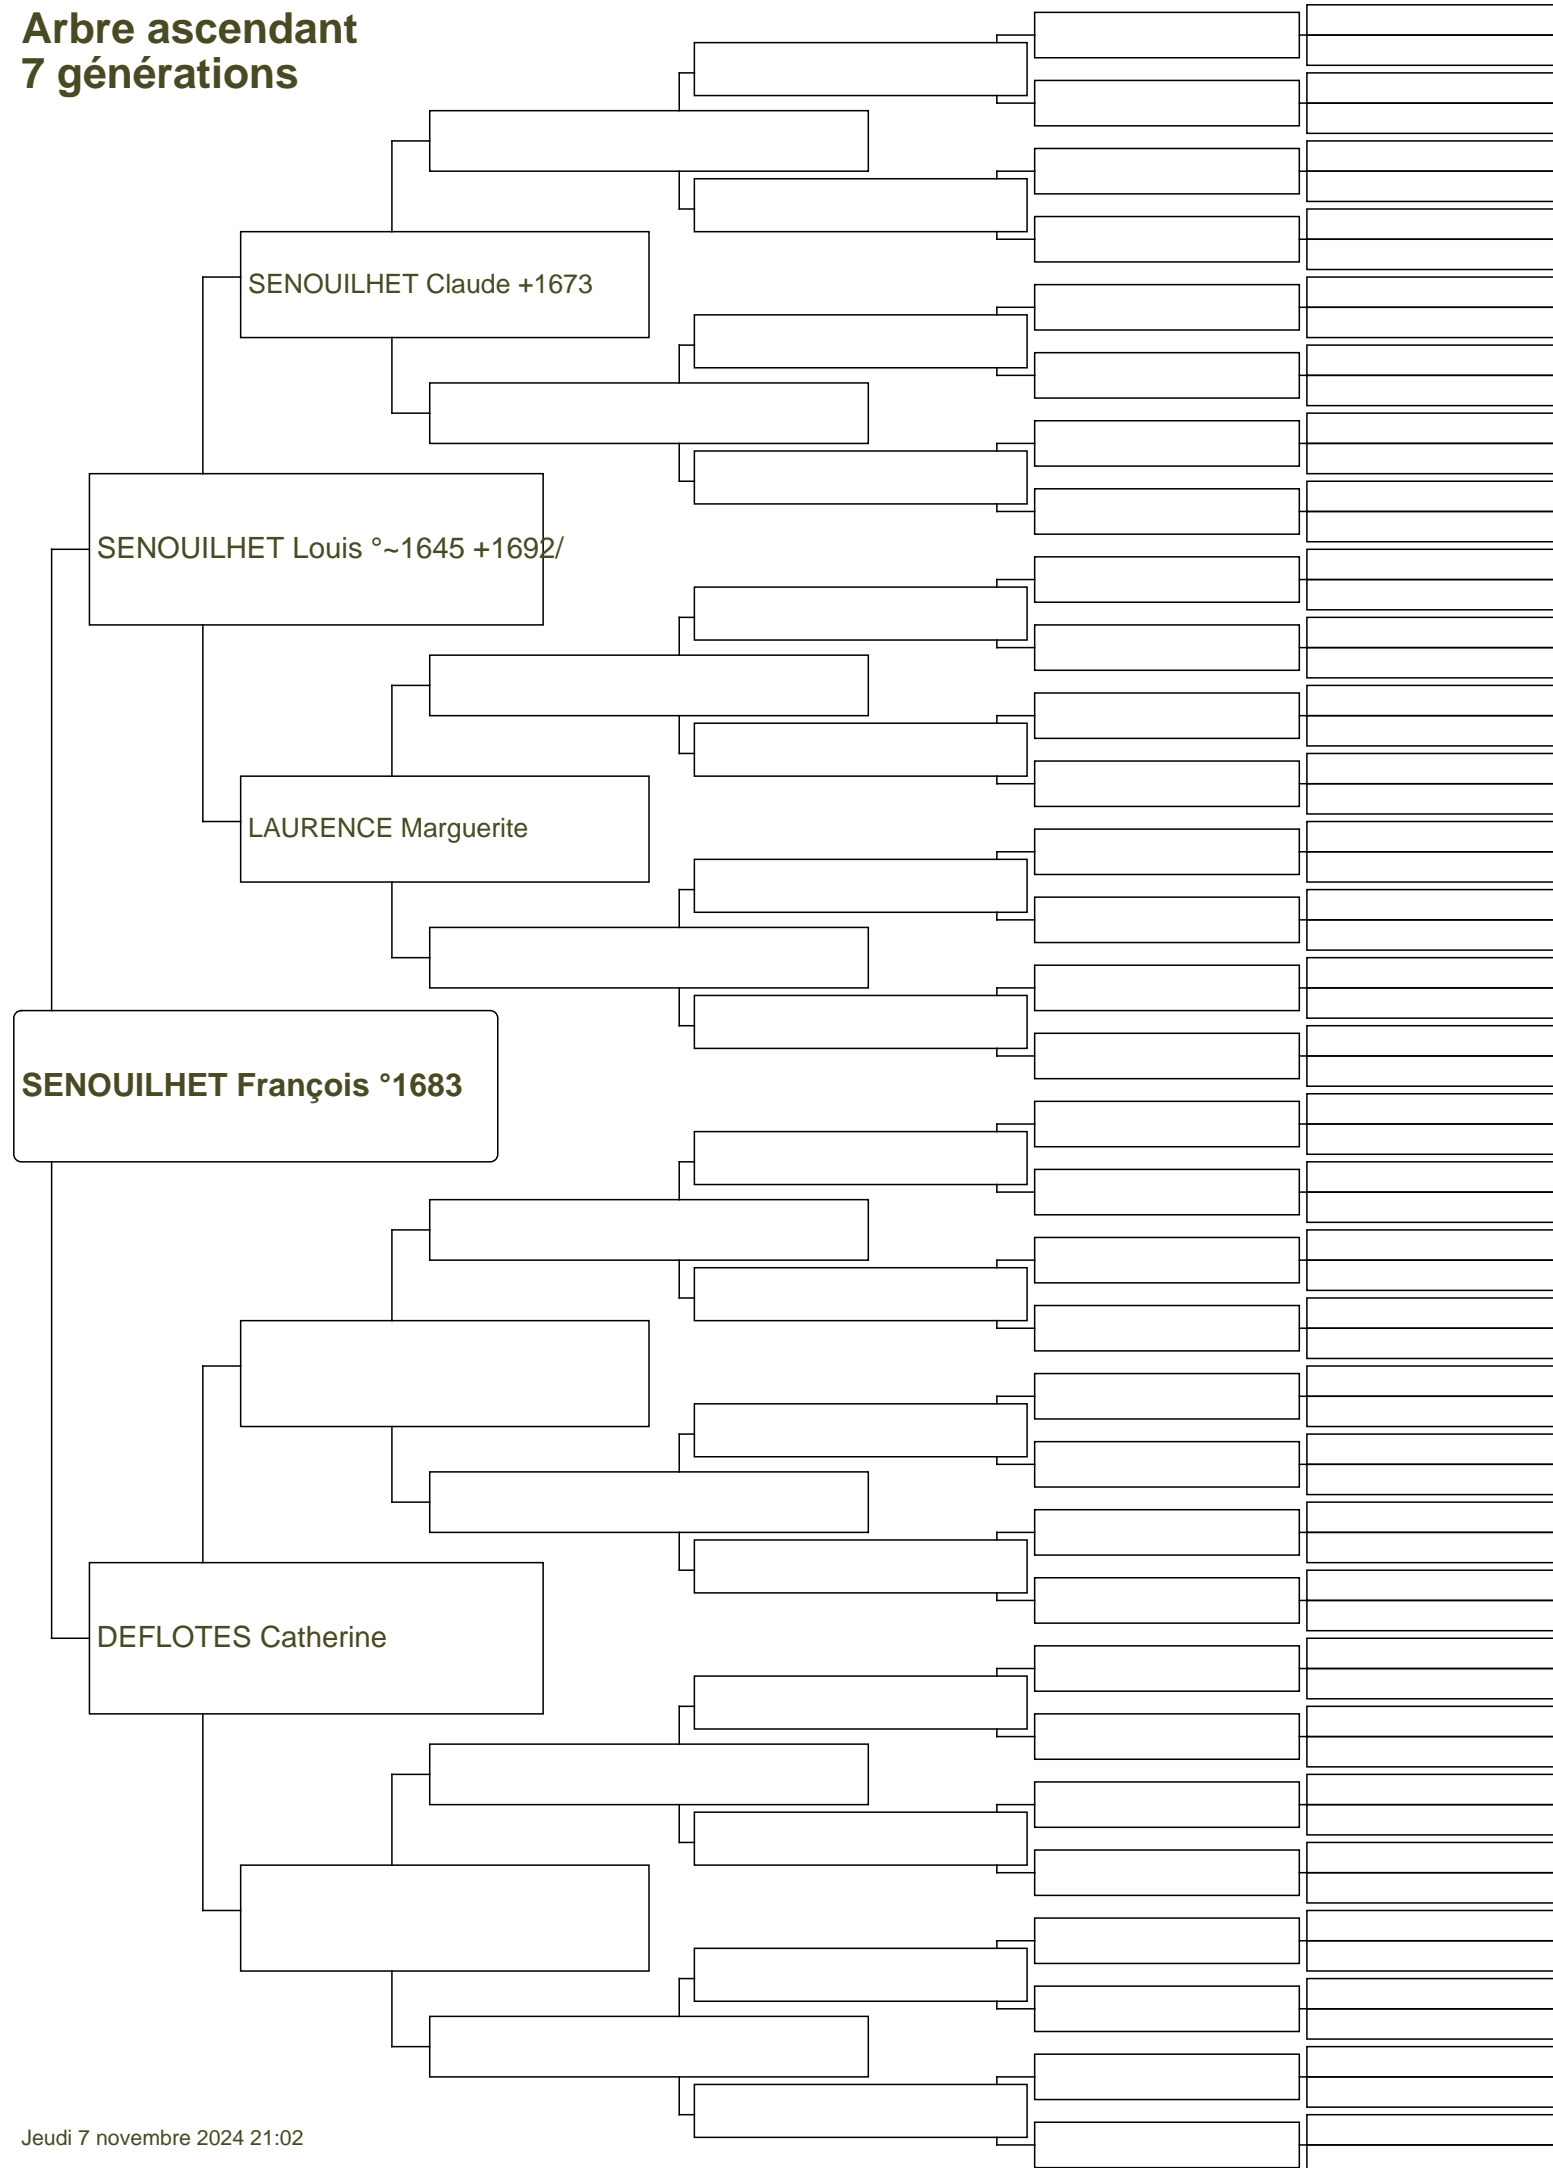 Arbre ascendant
7 générations
SENOUILHET Claude +1673
SENOUILHET Louis °~1645 +1692/
LAURENCE Marguerite
SENOUILHET François °1683
DEFLOTES Catherine
Jeudi 7 novembre 2024 21:02